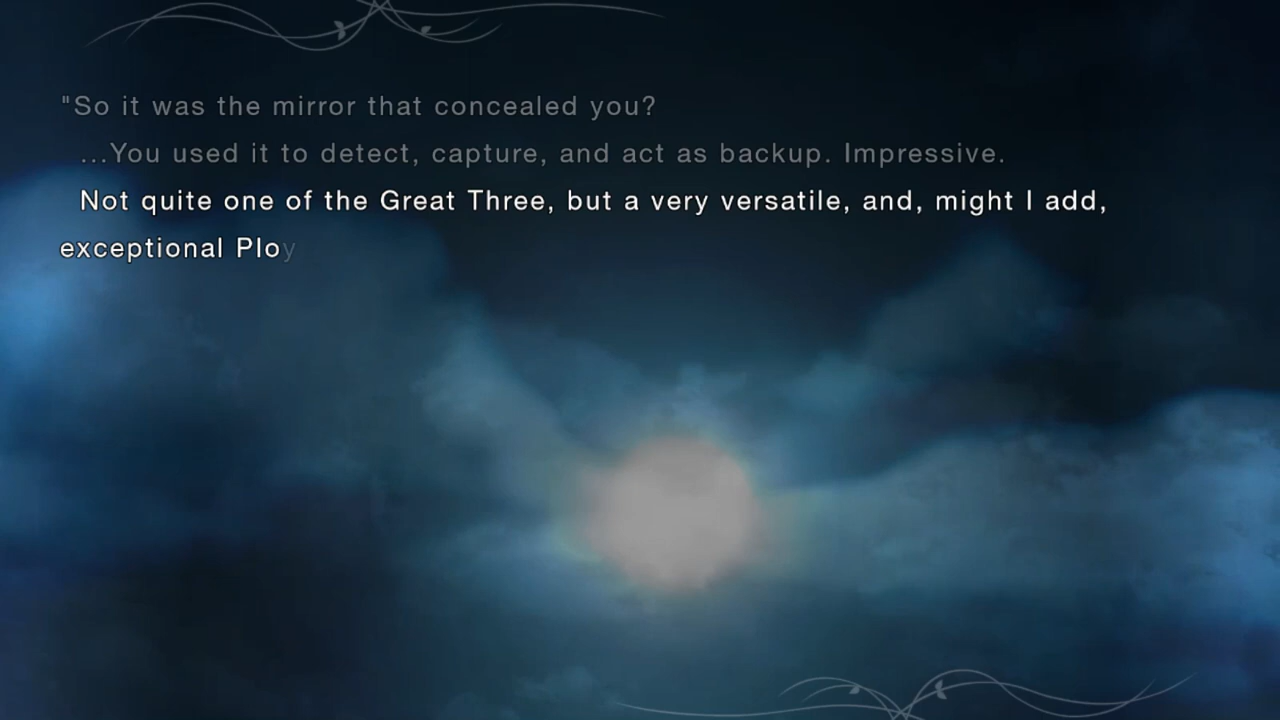 "So it was the mirror that concealed you?
...You used it to detect, capture, and act as backup. Impressive.
Not quite one of the Great Three, but a very versatile, and, might I add,
exceptional Ploy